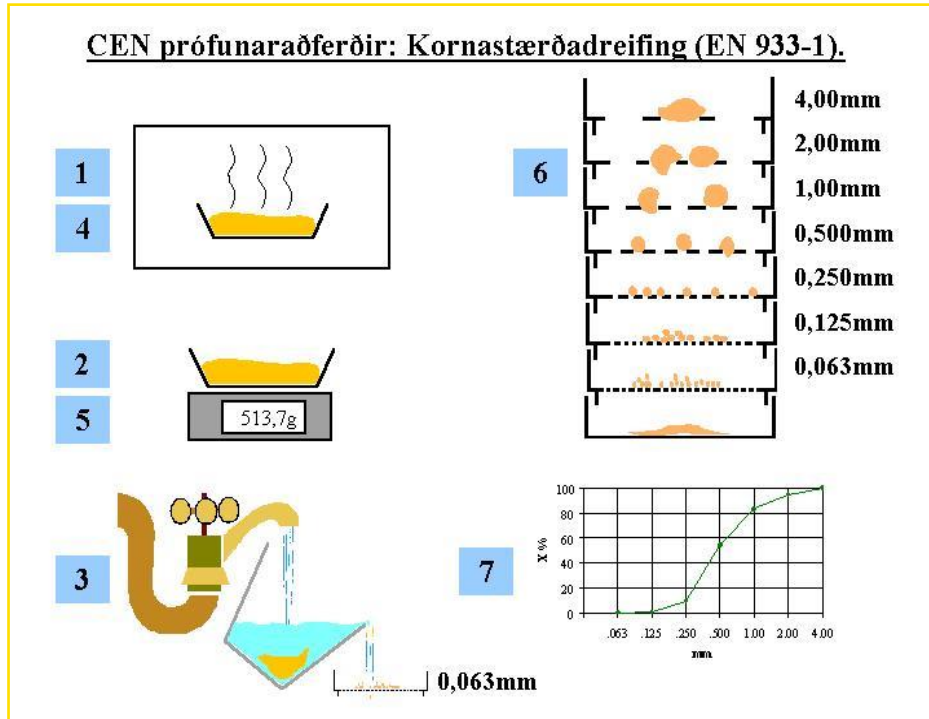 CEN prófunaraðferðir: Kornastærðadreifing (EN 933-1).
1
4
2
5
513,7g
3
0,063mm
6
4,00mm
2,00mm
1,00mm
0,500mm
0,250mm
0,125mm
0,063mm
7
X %
100
80
60
40
20
0
.063 .125 .250 .500 1.00 2.00 4.00
mm